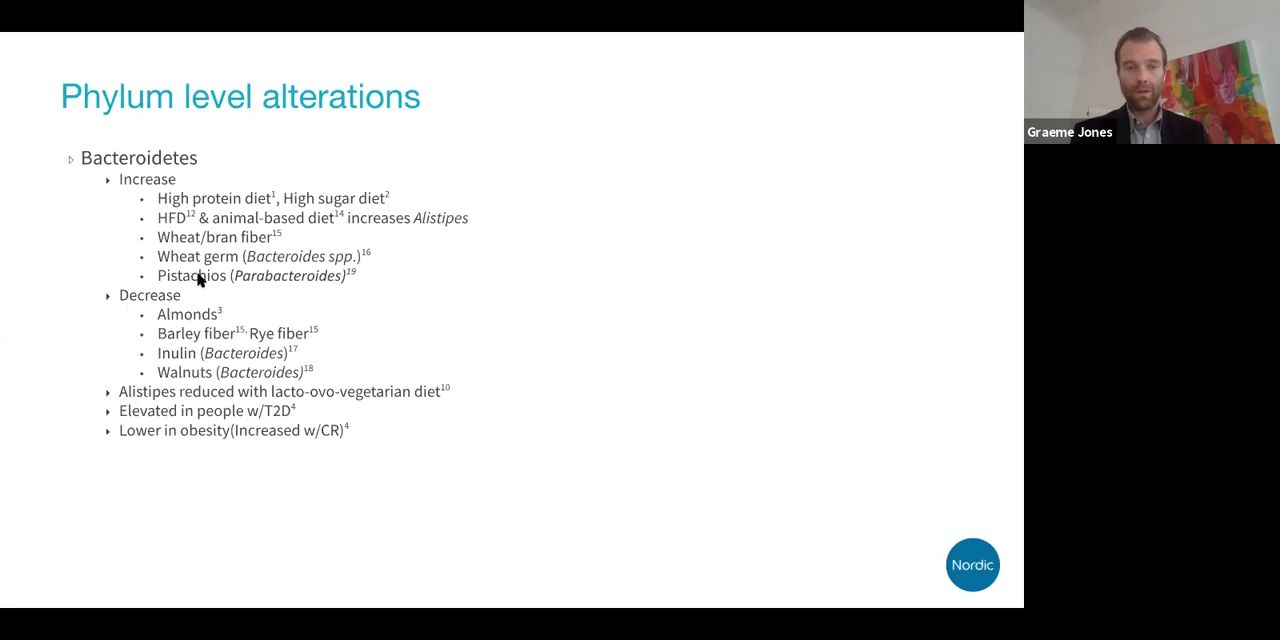 Phylum level alterations
Bacteroidetes
Increase
High protein diet1, High sugar diet2
HFD12 & animal-based diet14 increases Alistipes
Wheat/bran fiber15
Wheat germ (Bacteroides spp.)16
Pistachios (Parabacteroides)19
Decrease
Almonds3
Barley fiber15, Rye fiber15
Inulin (Bacteroides)17
Walnuts (Bacteroides)18
Alistipes reduced with lacto-ovo-vegetarian diet10
Elevated in people w/T2D4
Lower in obesity(Increased w/CR)4
Nordic
Graeme Jones